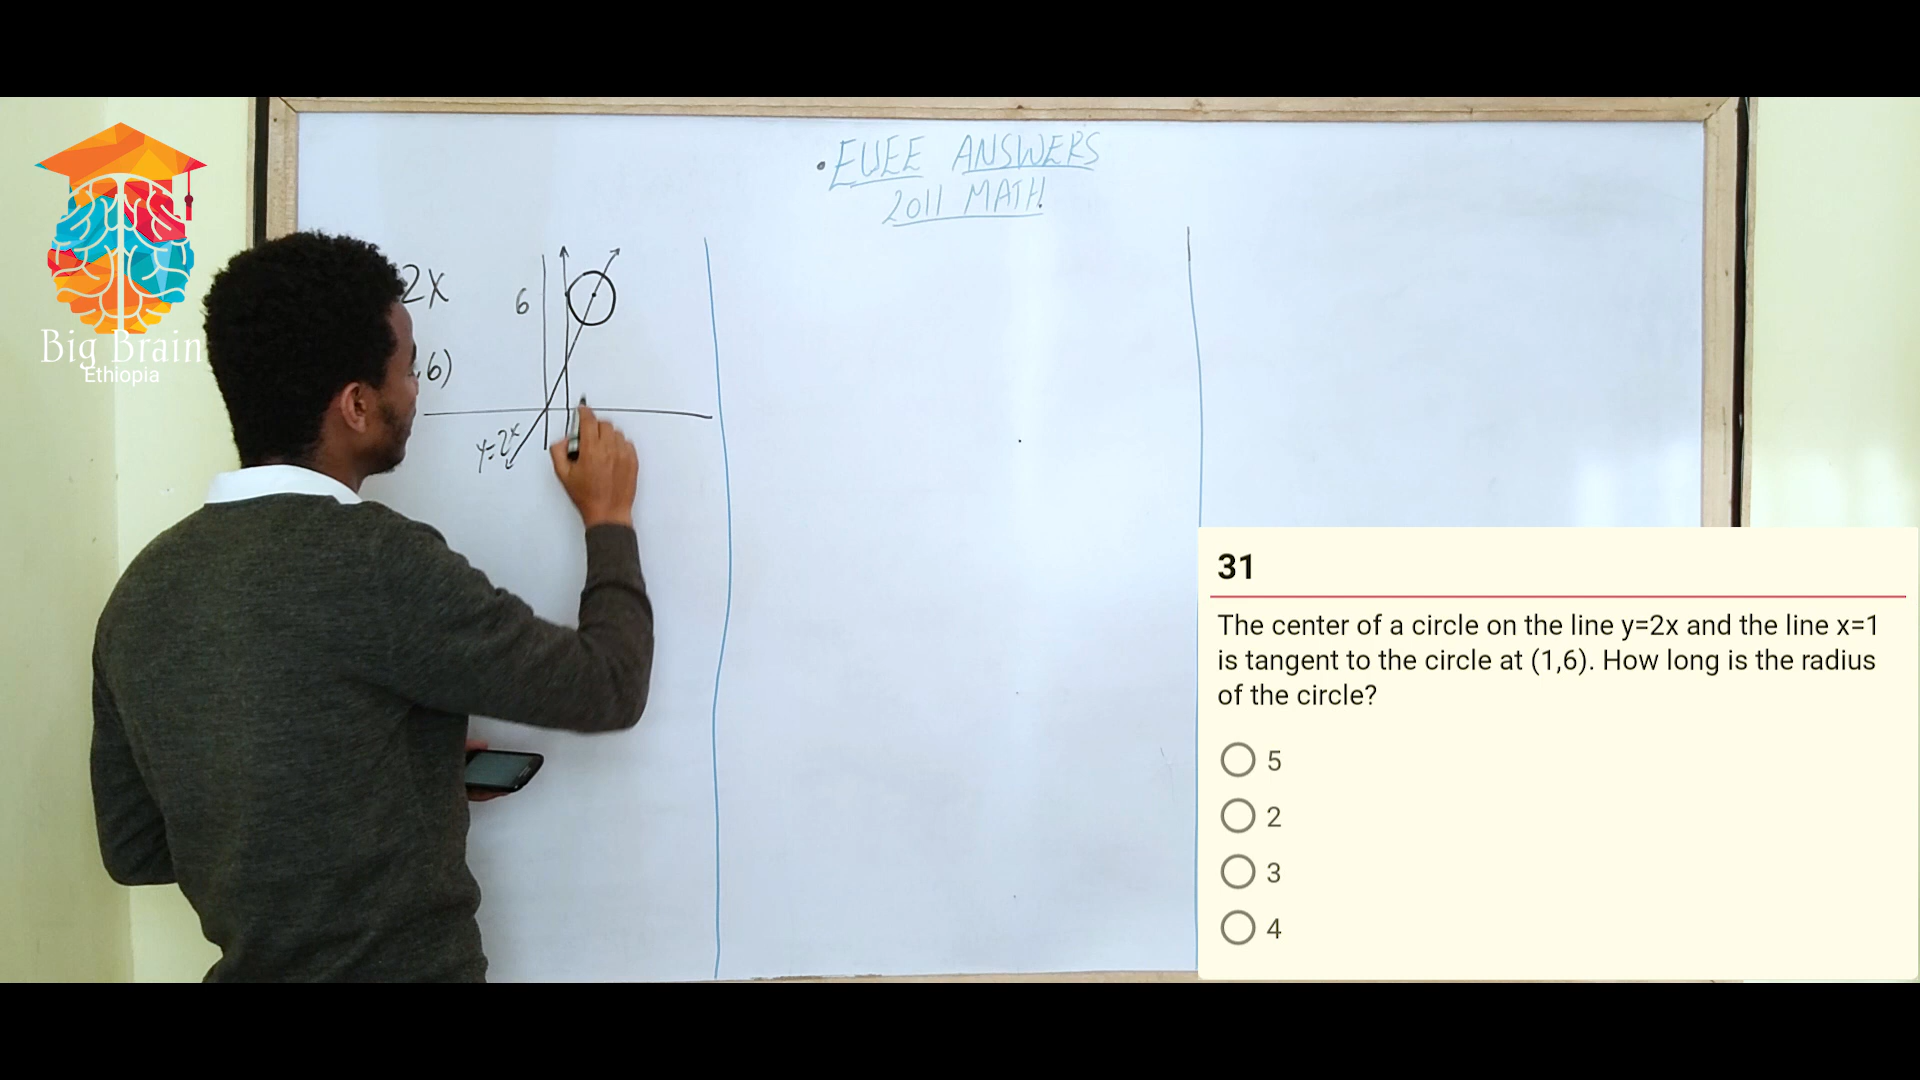 Big Brain
Ethiopia
EUEE ANSWERS
2011 MATH
2x
,6)
6
y=2x
31
The center of a circle on the line y=2x and the line x=1
is tangent to the circle at (1,6). How long is the radius
of the circle?
5
2
3
4